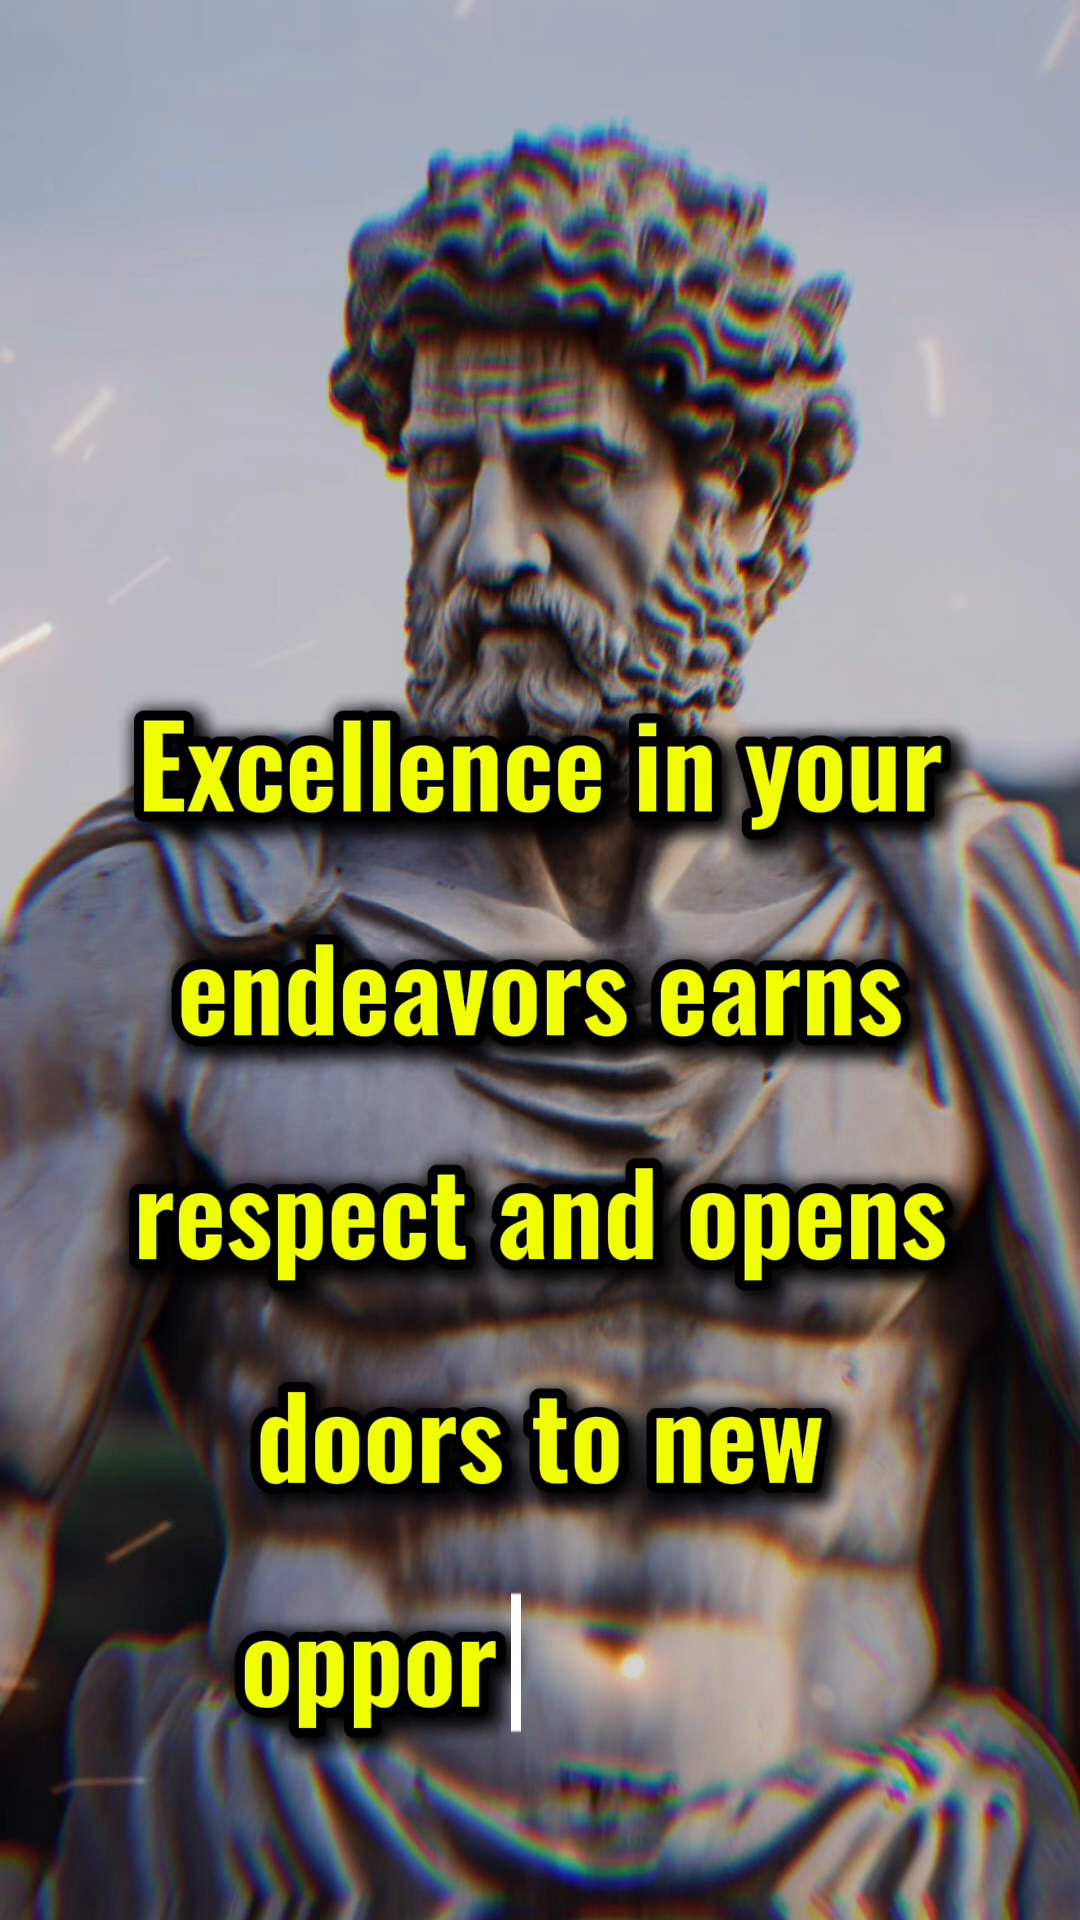 Excellence in your
endeavors earns
respect and opens
doors to new
oppor